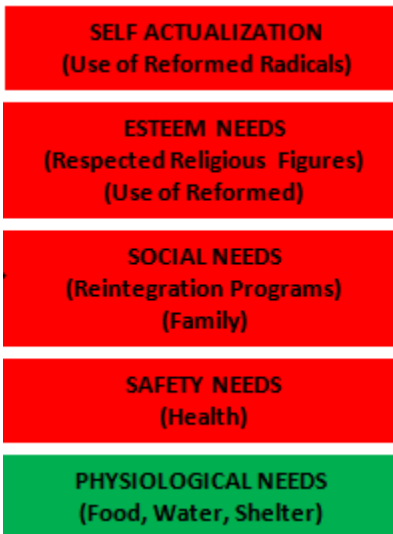 SELF ACTUALIZATION
(Use of Reformed Radicals)
ESTEEM NEEDS
(Respected Religious Figures)
(Use of Reformed)
SOCIAL NEEDS
(Reintegration Programs)
(Family)
SAFETY NEEDS
(Health)
PHYSIOLOGICAL NEEDS
(Food, Water, Shelter)